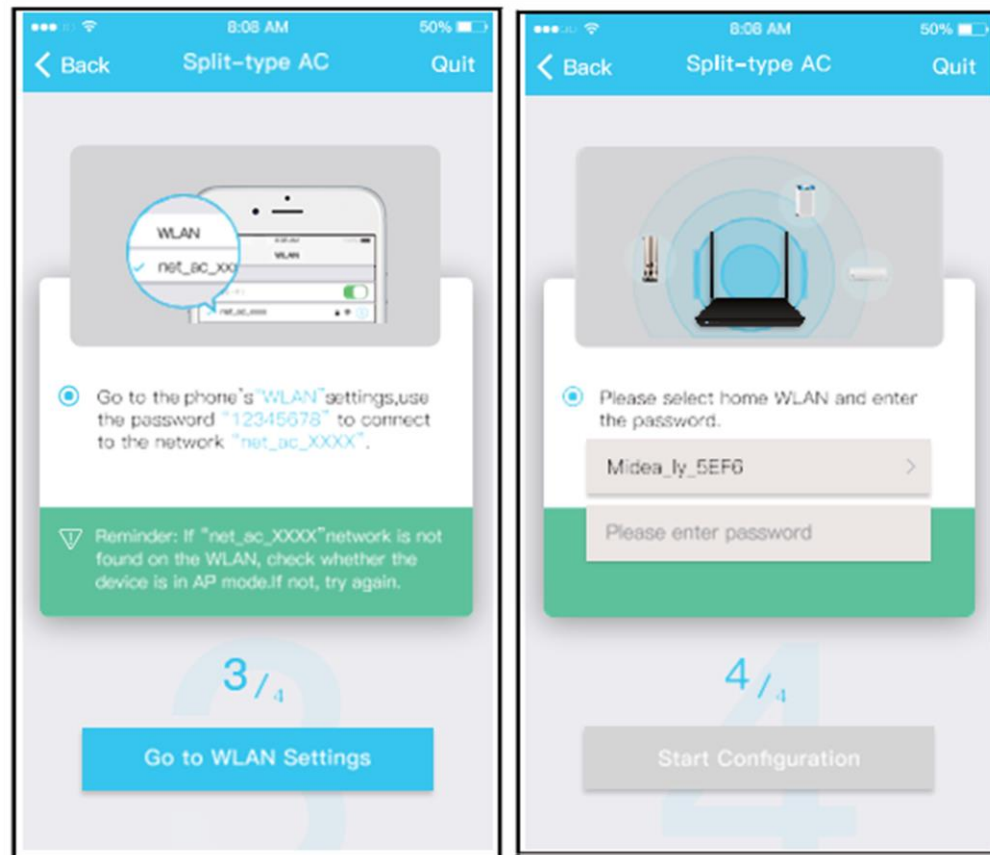 8:08 AM
50%
Back
Split-type AC
Quit
WLAN
net_ac_xxx
WLAN
net_ac_xxxx
Go to the phone`s"WLAN"settings,use
the password "12345678" to connect
to the network "net_ac_XXXX".
Reminder: If "net_ac_XXXX"network is not
found on the WLAN, check whether the
device is in AP mode.If not, try again.
3
3/4
Go to WLAN Settings
8:08 AM
50%
Back
Split-type AC
Quit
Please select home WLAN and enter
the password.
Midea_ly_5EF6
Please enter password
4
4/4
Start Configuration